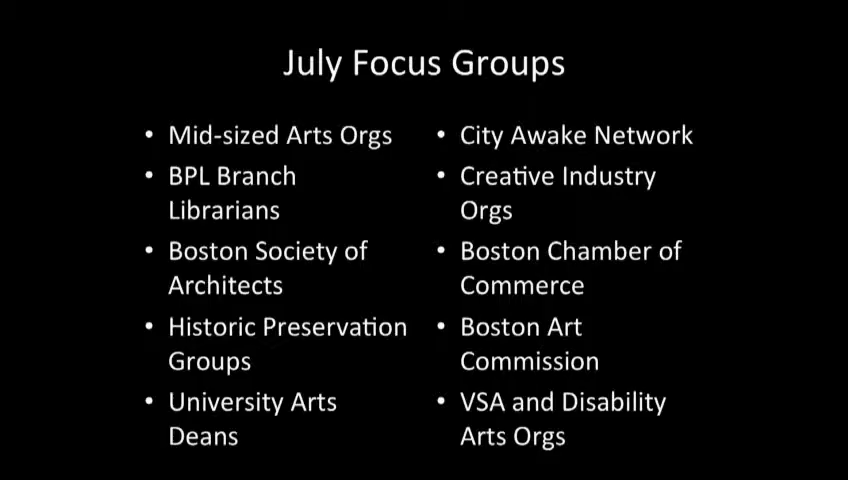 July Focus Groups
• Mid-sized Arts Orgs
• BPL Branch
Librarians
• Boston Society of
Architects
• Historic Preservation
Groups
• University Arts
Deans
• City Awake Network
• Creative Industry
Orgs
• Boston Chamber of
Commerce
• Boston Art
Commission
• VSA and Disability
Arts Orgs